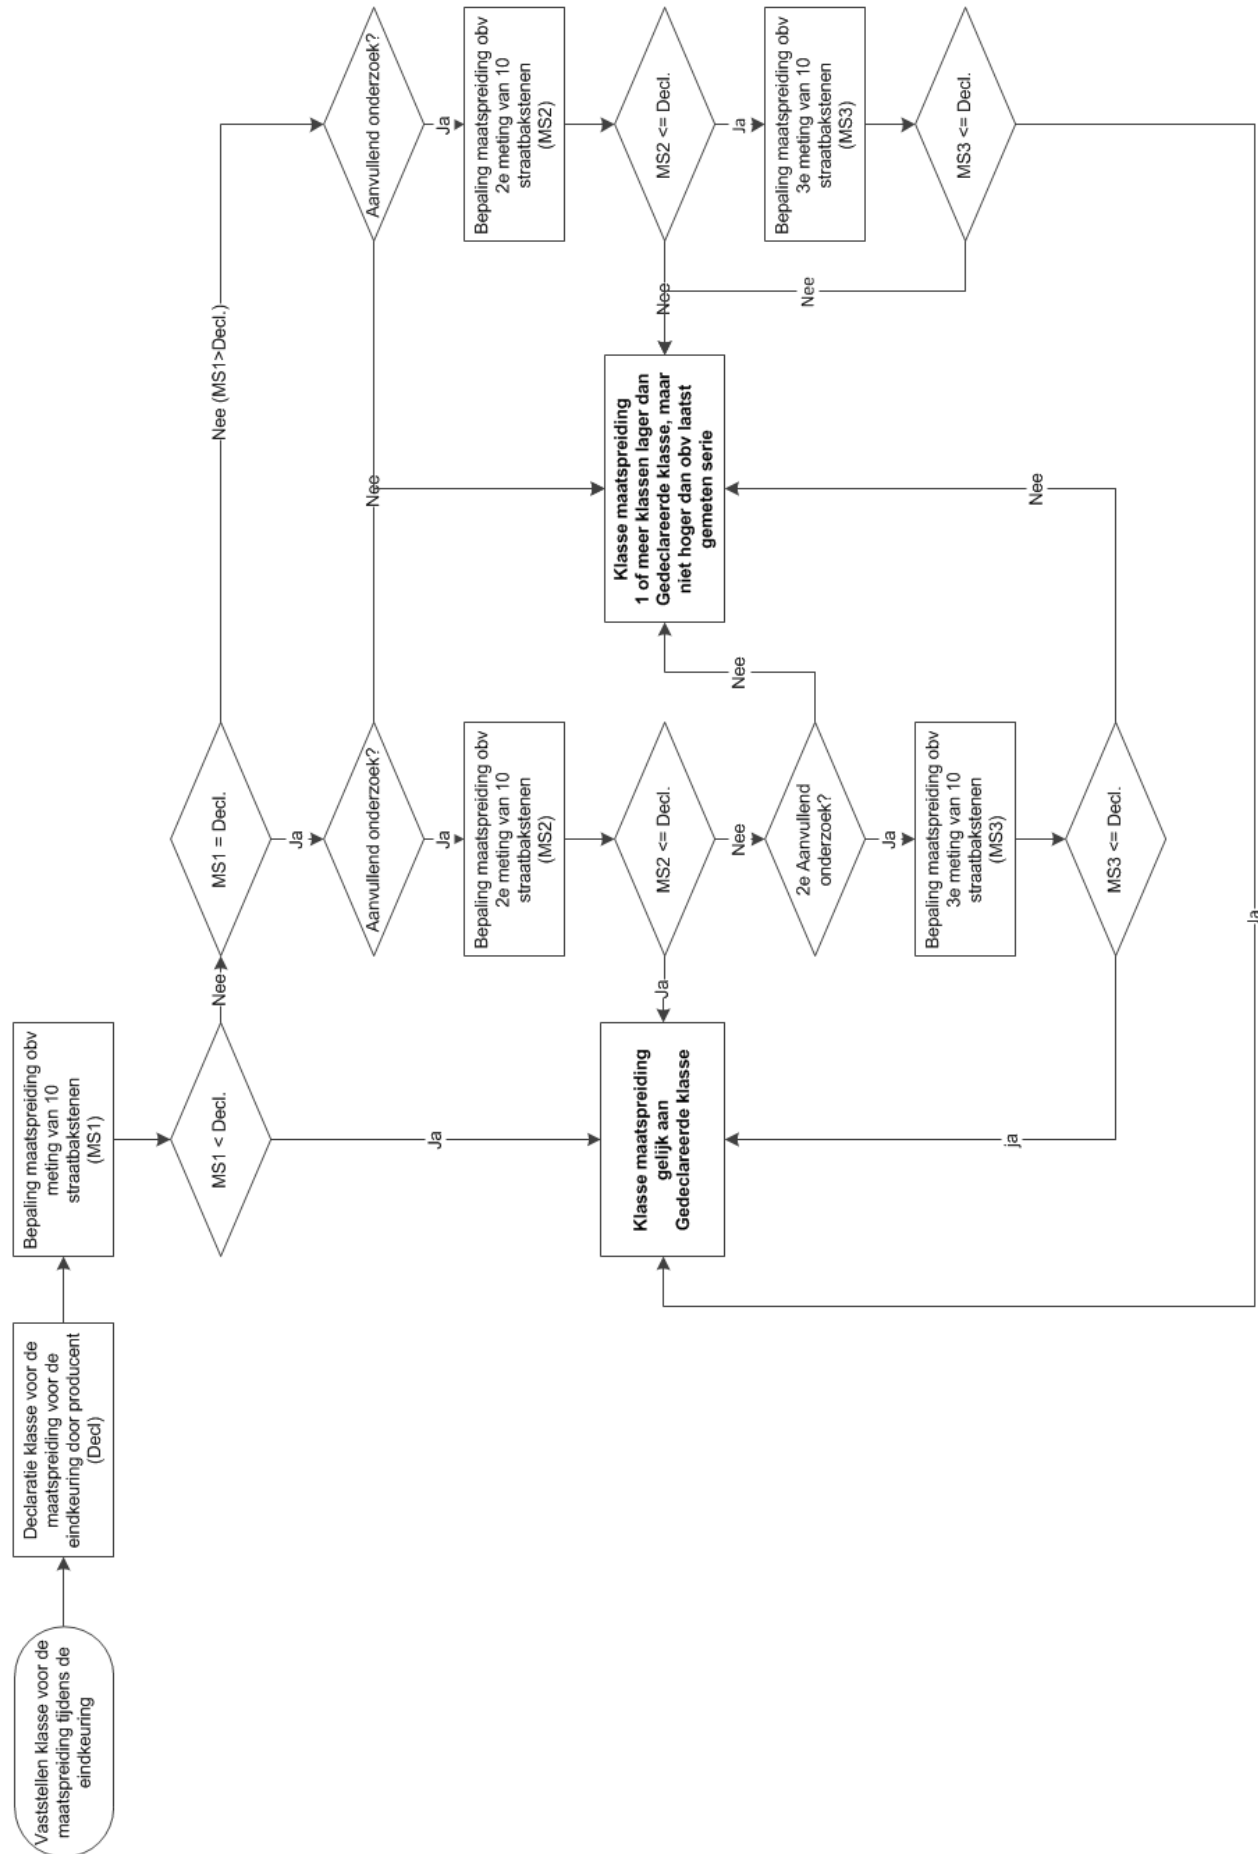 Vaststellen klasse voor de
maatspreiding tijdens de
eindkeuring
Declaratie klasse voor de
maatspreiding voor de
eindkeuring door producent
(Decl)
Bepaling maatspreiding obv
meting van 10
straatbakstenen
(MS1)
MS1 < Decl.
Nee
Ja
MS1 = Decl.
Nee (MS1>Decl.)
Ja
Aanvullend onderzoek?
Nee
Ja
Bepaling maatspreiding obv
2e meting van 10
straatbakstenen
(MS2)
MS2 <= Decl.
Ja
Nee
2e Aanvullend
onderzoek?
Nee
Ja
Bepaling maatspreiding obv
3e meting van 10
straatbakstenen
(MS3)
MS3 <= Decl.
ja
Nee
Klasse maatspreiding
gelijk aan
Gedeclareerde klasse
Klasse maatspreiding
1 of meer klassen lager dan
Gedeclareerde klasse, maar
niet hoger dan obv laatst
gemeten serie
Aanvullend onderzoek?
Ja
Bepaling maatspreiding obv
2e meting van 10
straatbakstenen
(MS2)
MS2 <= Decl.
Nee
Ja
Bepaling maatspreiding obv
3e meting van 10
straatbakstenen
(MS3)
MS3 <= Decl.
Nee
Ja